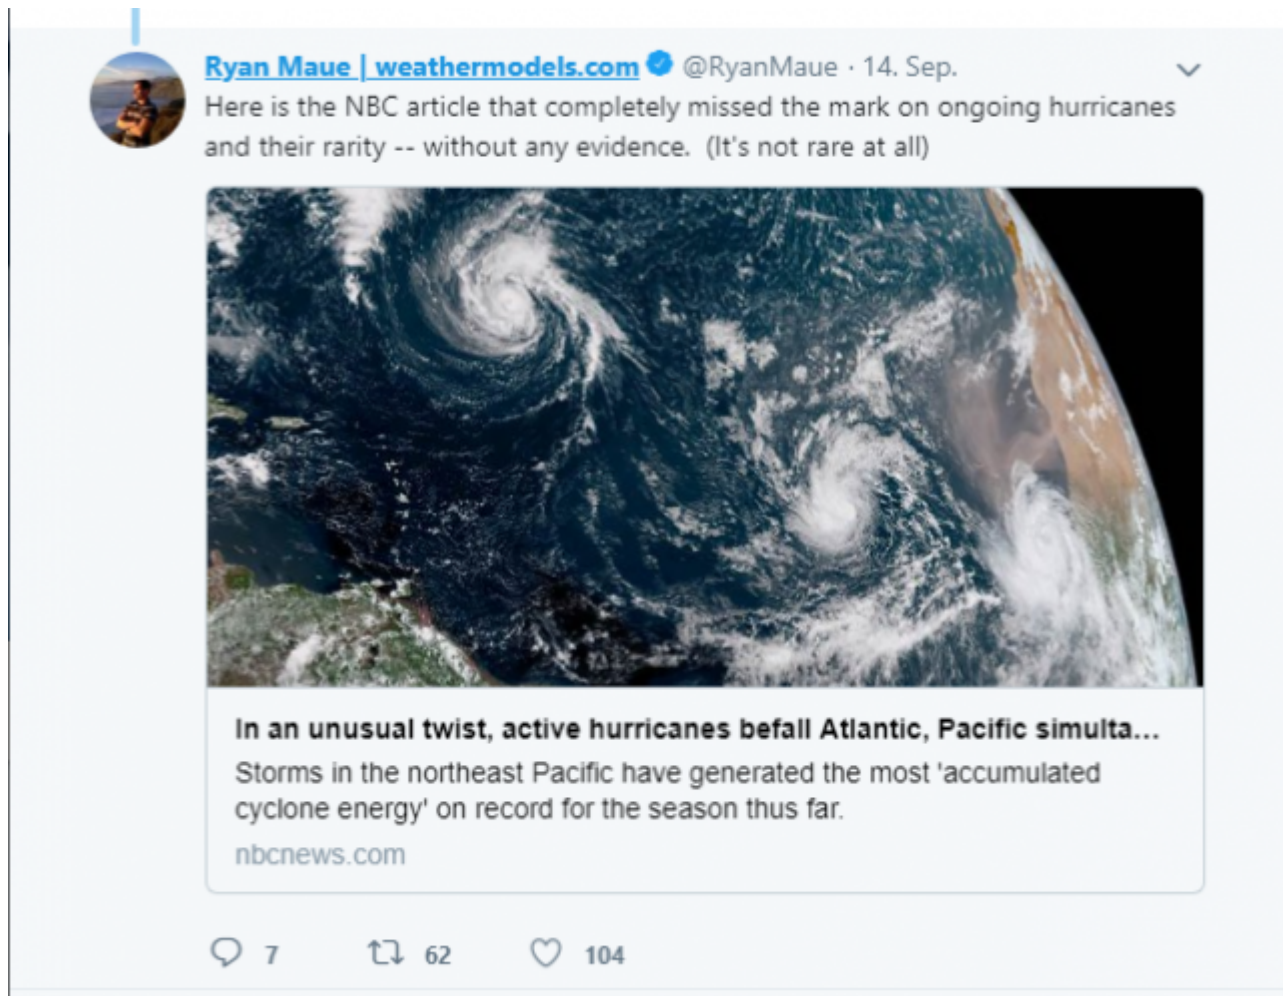 Ryan Maue | weathermodels.com @RyanMaue · 14. Sep.
Here is the NBC article that completely missed the mark on ongoing hurricanes
and their rarity -- without any evidence.  (It's not rare at all)
In an unusual twist, active hurricanes befall Atlantic, Pacific simulta...
Storms in the northeast Pacific have generated the most 'accumulated
cyclone energy' on record for the season thus far.
nbcnews.com
7 62 104